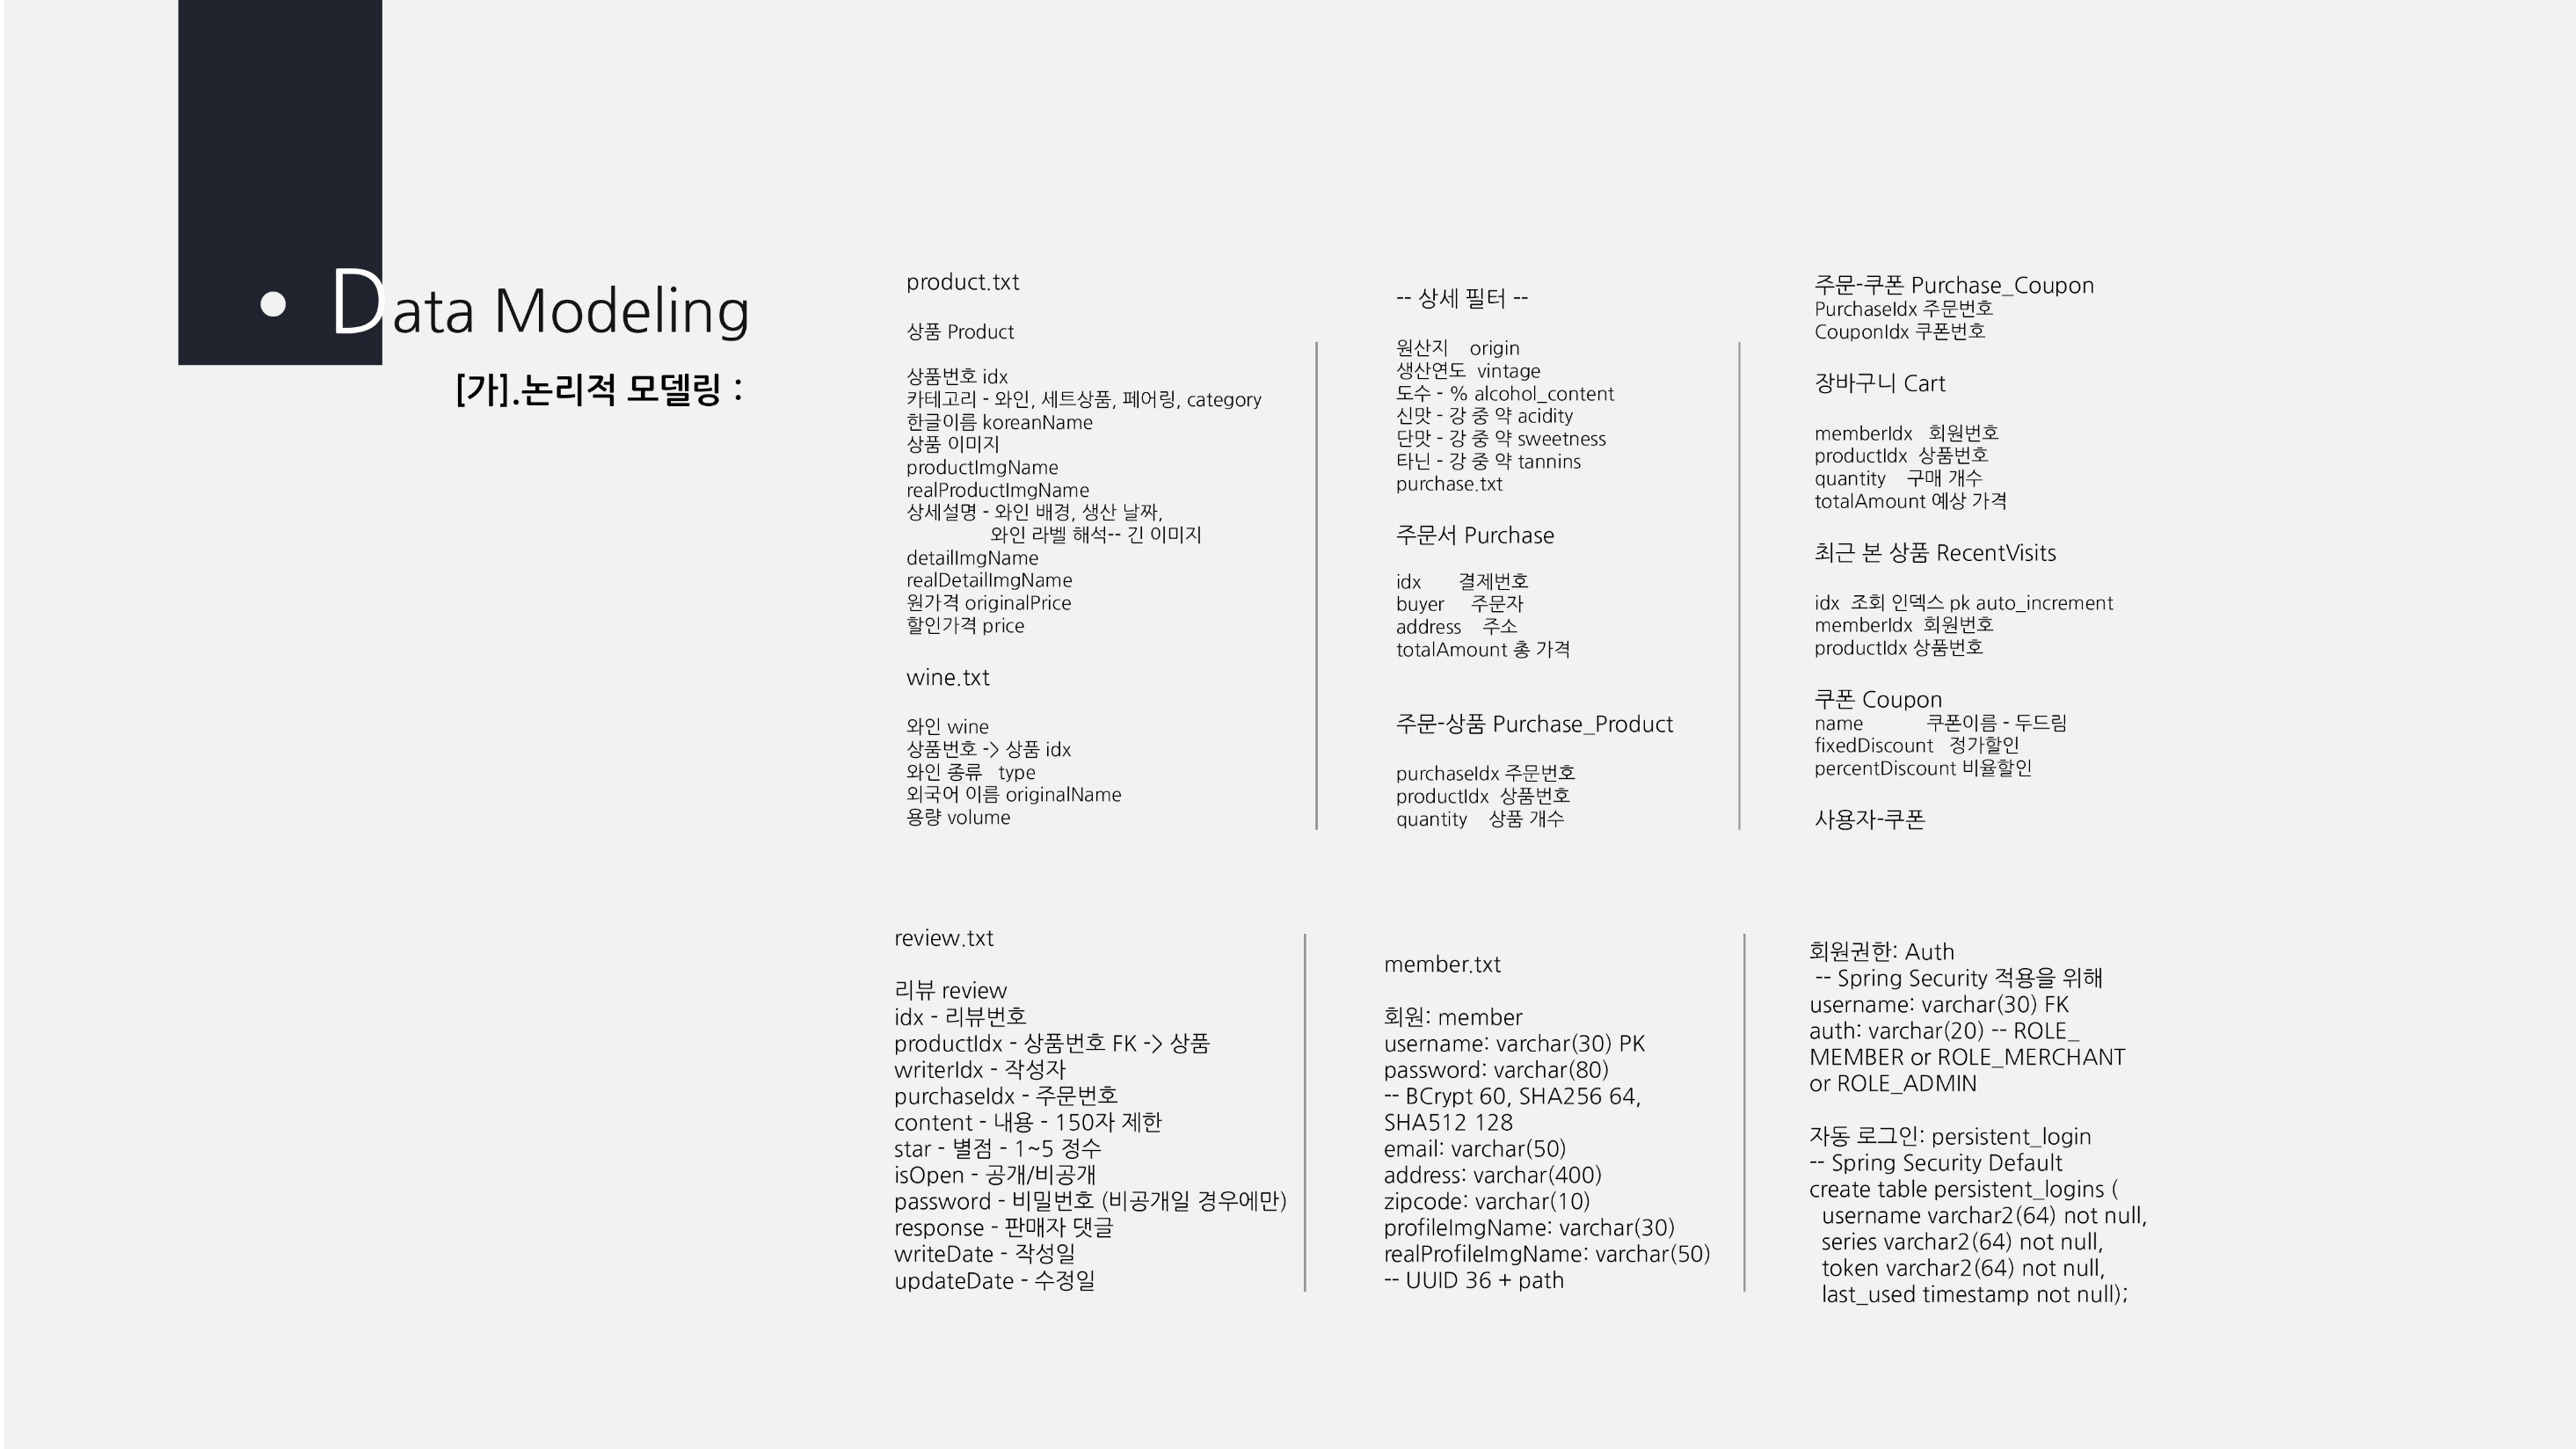 • Data Modeling
[가].논리적 모델링 :
product.txt
상품 Product
상품번호 idx
카테고리 - 와인, 세트상품, 페어링, category
한글이름 koreanName
상품 이미지
productImgName
realProductImgName
상세설명 - 와인 배경, 생산 날짜,
와인 라벨 해석-- 긴 이미지
detailImgName
realDetailImgName
원가격 originalPrice
할인가격 price
wine.txt
와인 wine
상품번호 -> 상품 idx
와인 종류 type
외국어 이름 originalName
용량 volume
-- 상세 필터 --
원산지 origin
생산연도 vintage
도수 - % alcohol_content
신맛 - 강 중 약 acidity
단맛 - 강 중 약 sweetness
타닌 - 강 중 약 tannins
purchase.txt
주문서 Purchase
idx 결제번호
buyer 주문자
address 주소
totalAmount 총 가격
주문-상품 Purchase_Product
purchaseIdx 주문번호
productIdx 상품번호
quantity 상품 개수
주문-쿠폰 Purchase_Coupon
PurchaseIdx 주문번호
CouponIdx 쿠폰번호
장바구니 Cart
memberIdx 회원번호
productIdx 상품번호
quantity 구매 개수
totalAmount 예상 가격
최근 본 상품 RecentVisits
idx 조회 인덱스 pk auto_increment
memberIdx 회원번호
productIdx 상품번호
쿠폰 Coupon
name 쿠폰이름 - 두드림
fixedDiscount 정가할인
percentDiscount 비율할인
사용자-쿠폰
review.txt
리뷰 review
idx - 리뷰번호
productIdx - 상품번호 FK -> 상품
writerIdx - 작성자
purchaseIdx - 주문번호
content - 내용 - 150자 제한
star - 별점 - 1~5 정수
isOpen - 공개/비공개
password - 비밀번호 (비공개일 경우에만)
response - 판매자 댓글
writeDate - 작성일
updateDate - 수정일
member.txt
회원: member
username: varchar(30) PK
password: varchar(80)
-- BCrypt 60, SHA256 64,
SHA512 128
email: varchar(50)
address: varchar(400)
zipcode: varchar(10)
profileImgName: varchar(30)
realProfileImgName: varchar(50)
-- UUID 36 + path
회원권한: Auth
-- Spring Security 적용을 위해
username: varchar(30) FK
auth: varchar(20) -- ROLE_
MEMBER or ROLE_MERCHANT
or ROLE_ADMIN
자동 로그인: persistent_login
-- Spring Security Default
create table persistent_logins (
username varchar2(64) not null,
series varchar2(64) not null,
token varchar2(64) not null,
last_used timestamp not null);